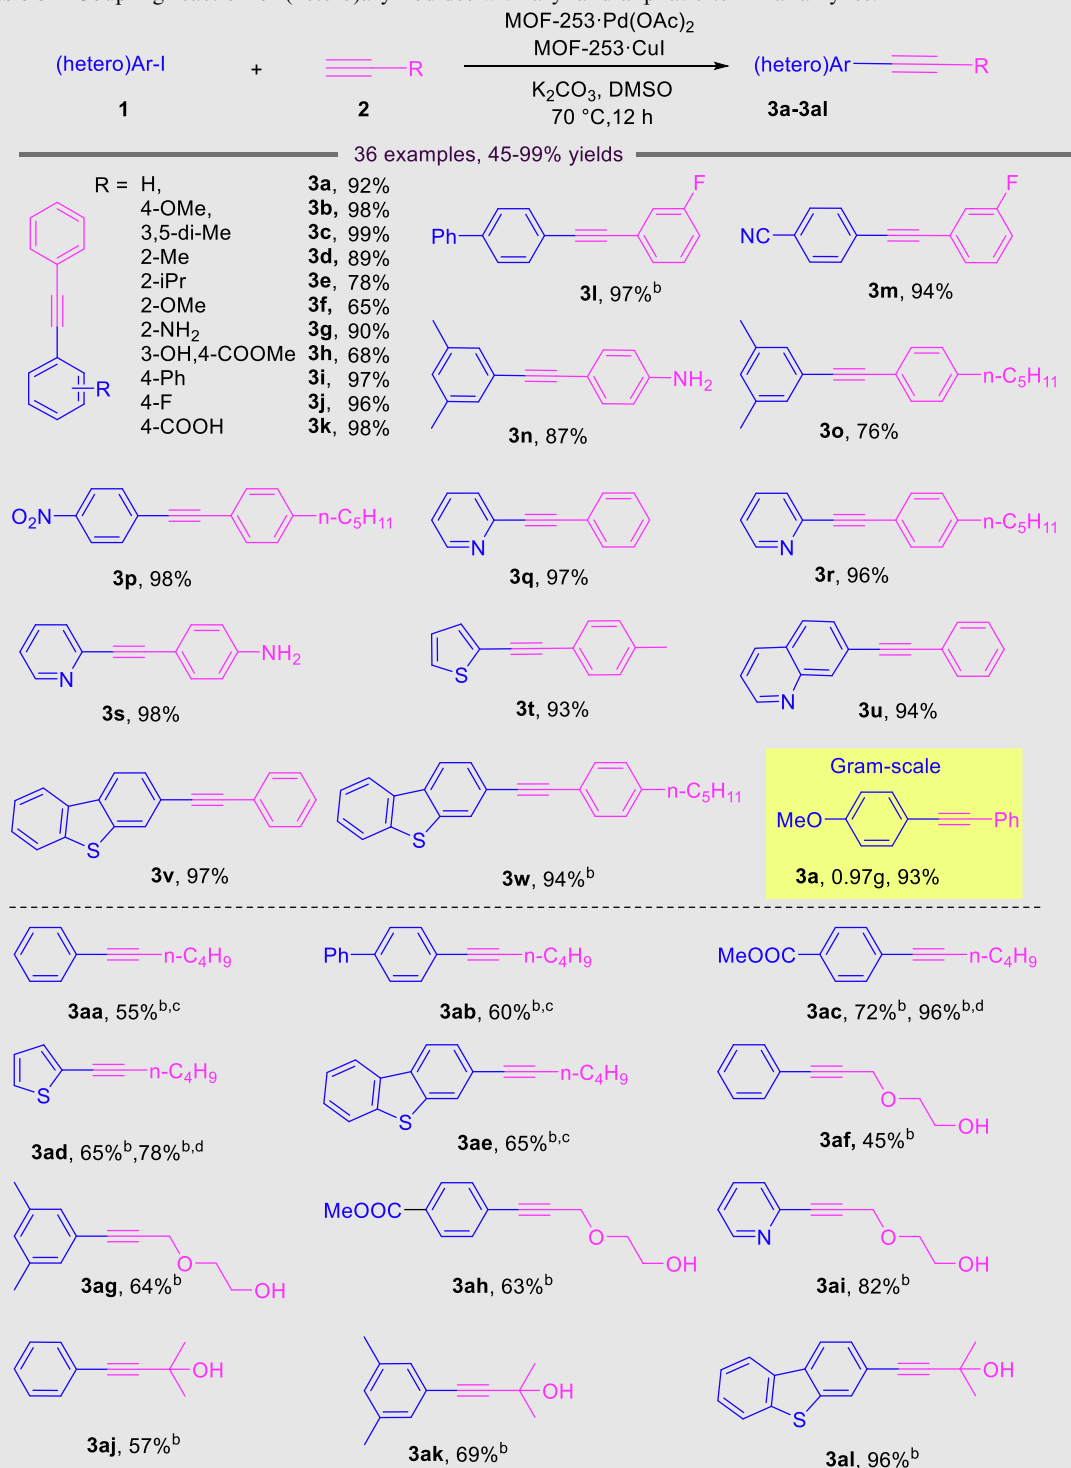 MOF-253·Pd(OAc)₂
MOF-253·CuI
(hetero)Ar-I + R (hetero)Ar R
K₂CO₃, DMSO
1 2 70 °C,12 h 3a-3al
36 examples, 45-99% yields
R = H, 3a, 92%
4-OMe, 3b, 98%
3,5-di-Me 3c, 99%
2-Me 3d, 89%
2-iPr 3e, 78%
2-OMe 3f, 65%
2-NH₂ 3g, 90%
3-OH,4-COOMe 3h, 68%
4-Ph 3i, 97%
4-F 3j, 96%
4-COOH 3k, 98%
R
F
Ph
3l, 97%ᵇ
F
NC
3m, 94%
NH₂
3n, 87%
n-C₅H₁₁
3o, 76%
O₂N n-C₅H₁₁
3p, 98%
N
3q, 97%
N n-C₅H₁₁
3r, 96%
N NH₂
3s, 98%
S
3t, 93%
N
3u, 94%
S
3v, 97%
S n-C₅H₁₁
3w, 94%ᵇ
Gram-scale
MeO Ph
3a, 0.97g, 93%
n-C₄H₉
3aa, 55%ᵇ,ᶜ
Ph n-C₄H₉
3ab, 60%ᵇ,ᶜ
MeOOC n-C₄H₉
3ac, 72%ᵇ, 96%ᵇ,ᵈ
S n-C₄H₉
3ad, 65%ᵇ,78%ᵇ,ᵈ
S n-C₄H₉
3ae, 65%ᵇ,ᶜ
O OH
3af, 45%ᵇ
O OH
3ag, 64%ᵇ
MeOOC O OH
3ah, 63%ᵇ
N O OH
3ai, 82%ᵇ
OH
3aj, 57%ᵇ
OH
3ak, 69%ᵇ
S OH
3al, 96%ᵇ